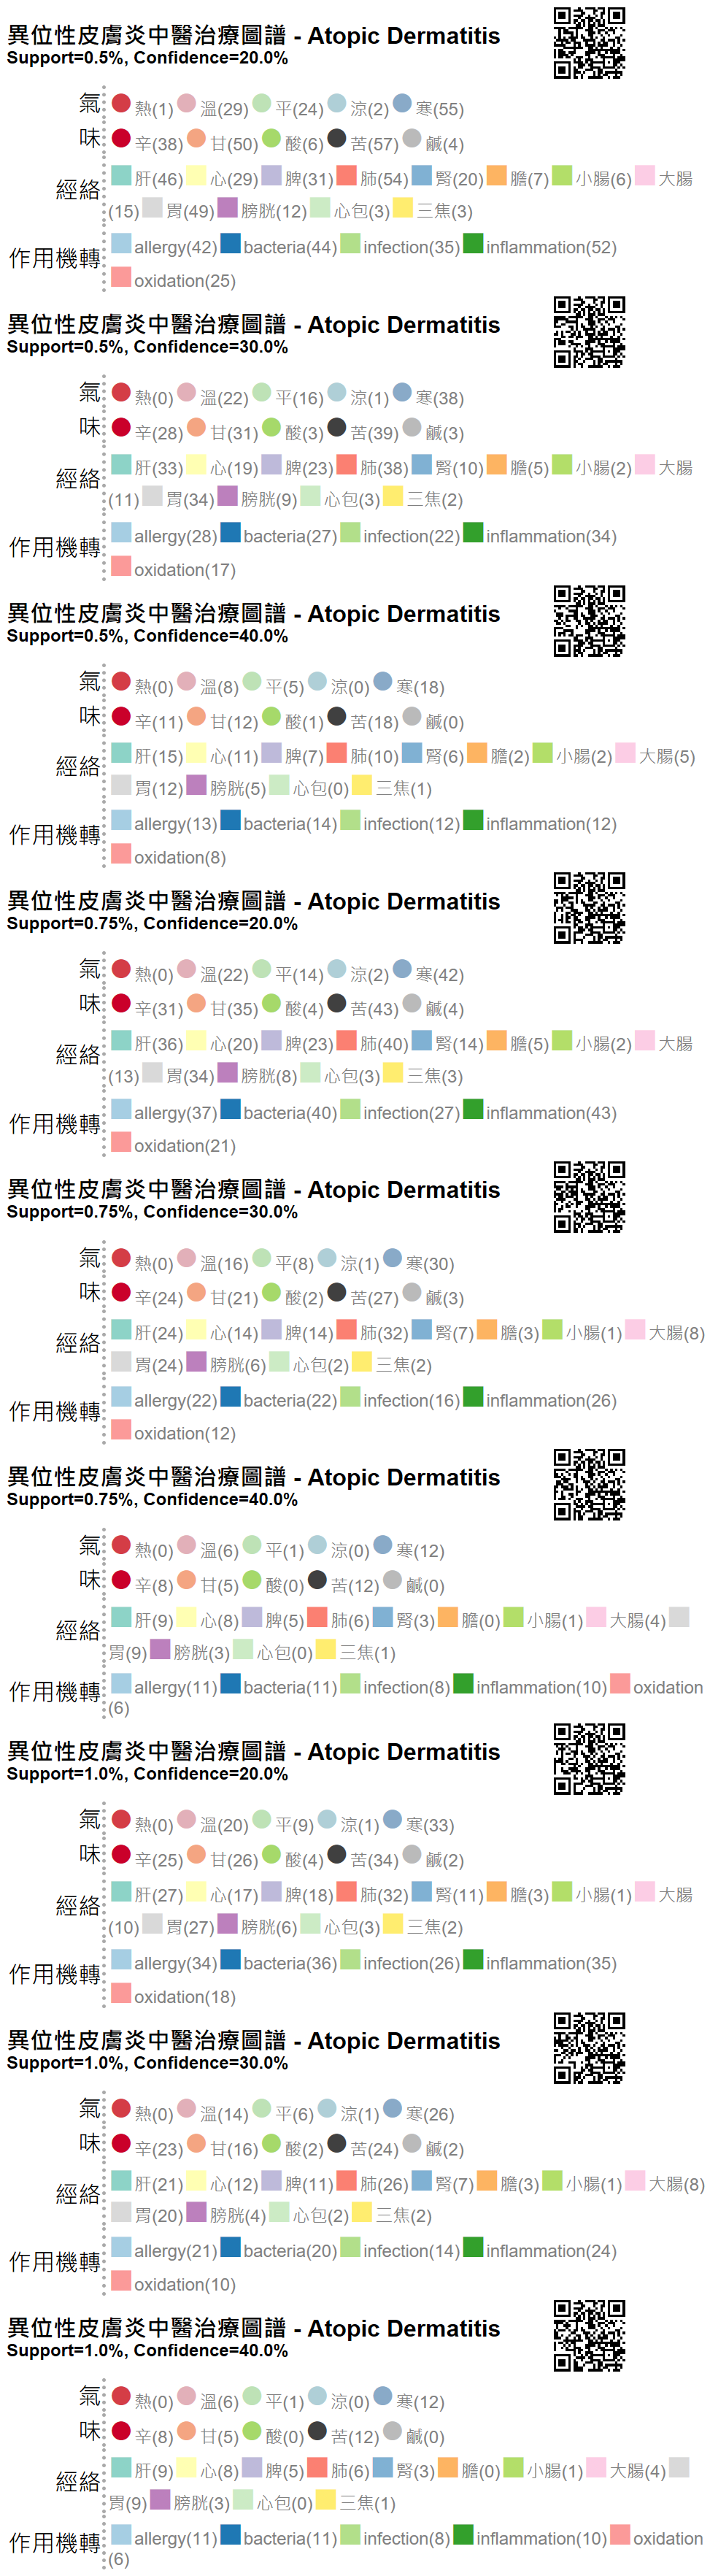 異位性皮膚炎中醫治療圖譜 - Atopic Dermatitis
Support=0.5%, Confidence=20.0%
氣 熱(1) 溫(29) 平(24) 涼(2) 寒(55)
味 辛(38) 甘(50) 酸(6) 苦(57) 鹹(4)
經絡 肝(46) 心(29) 脾(31) 肺(54) 腎(20) 膽(7) 小腸(6) 大腸
(15) 胃(49) 膀胱(12) 心包(3) 三焦(3)
作用機轉 allergy(42) bacteria(44) infection(35) inflammation(52)
oxidation(25)
異位性皮膚炎中醫治療圖譜 - Atopic Dermatitis
Support=0.5%, Confidence=30.0%
氣 熱(0) 溫(22) 平(16) 涼(1) 寒(38)
味 辛(28) 甘(31) 酸(3) 苦(39) 鹹(3)
經絡 肝(33) 心(19) 脾(23) 肺(38) 腎(10) 膽(5) 小腸(2) 大腸
(11) 胃(34) 膀胱(9) 心包(3) 三焦(2)
作用機轉 allergy(28) bacteria(27) infection(22) inflammation(34)
oxidation(17)
異位性皮膚炎中醫治療圖譜 - Atopic Dermatitis
Support=0.5%, Confidence=40.0%
氣 熱(0) 溫(8) 平(5) 涼(0) 寒(18)
味 辛(11) 甘(12) 酸(1) 苦(18) 鹹(0)
經絡 肝(15) 心(11) 脾(7) 肺(10) 腎(6) 膽(2) 小腸(2) 大腸(5)
胃(12) 膀胱(5) 心包(0) 三焦(1)
作用機轉 allergy(13) bacteria(14) infection(12) inflammation(12)
oxidation(8)
異位性皮膚炎中醫治療圖譜 - Atopic Dermatitis
Support=0.75%, Confidence=20.0%
氣 熱(0) 溫(22) 平(14) 涼(2) 寒(42)
味 辛(31) 甘(35) 酸(4) 苦(43) 鹹(4)
經絡 肝(36) 心(20) 脾(23) 肺(40) 腎(14) 膽(5) 小腸(2) 大腸
(13) 胃(34) 膀胱(8) 心包(3) 三焦(3)
作用機轉 allergy(37) bacteria(40) infection(27) inflammation(43)
oxidation(21)
異位性皮膚炎中醫治療圖譜 - Atopic Dermatitis
Support=0.75%, Confidence=30.0%
氣 熱(0) 溫(16) 平(8) 涼(1) 寒(30)
味 辛(24) 甘(21) 酸(2) 苦(27) 鹹(3)
經絡 肝(24) 心(14) 脾(14) 肺(32) 腎(7) 膽(3) 小腸(1) 大腸(8)
胃(24) 膀胱(6) 心包(2) 三焦(2)
作用機轉 allergy(22) bacteria(22) infection(16) inflammation(26)
oxidation(12)
異位性皮膚炎中醫治療圖譜 - Atopic Dermatitis
Support=0.75%, Confidence=40.0%
氣 熱(0) 溫(6) 平(1) 涼(0) 寒(12)
味 辛(8) 甘(5) 酸(0) 苦(12) 鹹(0)
經絡 肝(9) 心(8) 脾(5) 肺(6) 腎(3) 膽(0) 小腸(1) 大腸(4)
胃(9) 膀胱(3) 心包(0) 三焦(1)
作用機轉 allergy(11) bacteria(11) infection(8) inflammation(10) oxidation
(6)
異位性皮膚炎中醫治療圖譜 - Atopic Dermatitis
Support=1.0%, Confidence=20.0%
氣 熱(0) 溫(20) 平(9) 涼(1) 寒(33)
味 辛(25) 甘(26) 酸(4) 苦(34) 鹹(2)
經絡 肝(27) 心(17) 脾(18) 肺(32) 腎(11) 膽(3) 小腸(1) 大腸
(10) 胃(27) 膀胱(6) 心包(3) 三焦(2)
作用機轉 allergy(34) bacteria(36) infection(26) inflammation(35)
oxidation(18)
異位性皮膚炎中醫治療圖譜 - Atopic Dermatitis
Support=1.0%, Confidence=30.0%
氣 熱(0) 溫(14) 平(6) 涼(1) 寒(26)
味 辛(23) 甘(16) 酸(2) 苦(24) 鹹(2)
經絡 肝(21) 心(12) 脾(11) 肺(26) 腎(7) 膽(3) 小腸(1) 大腸(8)
胃(20) 膀胱(4) 心包(2) 三焦(2)
作用機轉 allergy(21) bacteria(20) infection(14) inflammation(24)
oxidation(10)
異位性皮膚炎中醫治療圖譜 - Atopic Dermatitis
Support=1.0%, Confidence=40.0%
氣 熱(0) 溫(6) 平(1) 涼(0) 寒(12)
味 辛(8) 甘(5) 酸(0) 苦(12) 鹹(0)
經絡 肝(9) 心(8) 脾(5) 肺(6) 腎(3) 膽(0) 小腸(1) 大腸(4)
胃(9) 膀胱(3) 心包(0) 三焦(1)
作用機轉 allergy(11) bacteria(11) infection(8) inflammation(10) oxidation
(6)